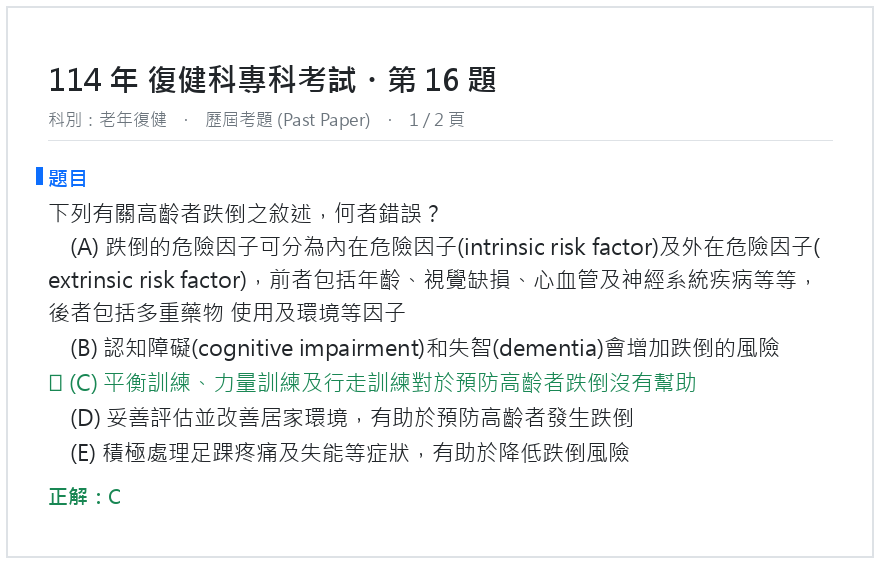 114 年 復健科專科考試・第 16 題
科別：老年復健 · 歷屆考題 (Past Paper) · 1 / 2 頁
題目
下列有關高齡者跌倒之敘述，何者錯誤？
(A) 跌倒的危險因子可分為內在危險因子(intrinsic risk factor)及外在危險因子(
extrinsic risk factor)，前者包括年齡、視覺缺損、心血管及神經系統疾病等等，
後者包括多重藥物 使用及環境等因子
(B) 認知障礙(cognitive impairment)和失智(dementia)會增加跌倒的風險
(C) 平衡訓練、力量訓練及行走訓練對於預防高齡者跌倒沒有幫助
(D) 妥善評估並改善居家環境，有助於預防高齡者發生跌倒
(E) 積極處理足踝疼痛及失能等症狀，有助於降低跌倒風險
正解：C